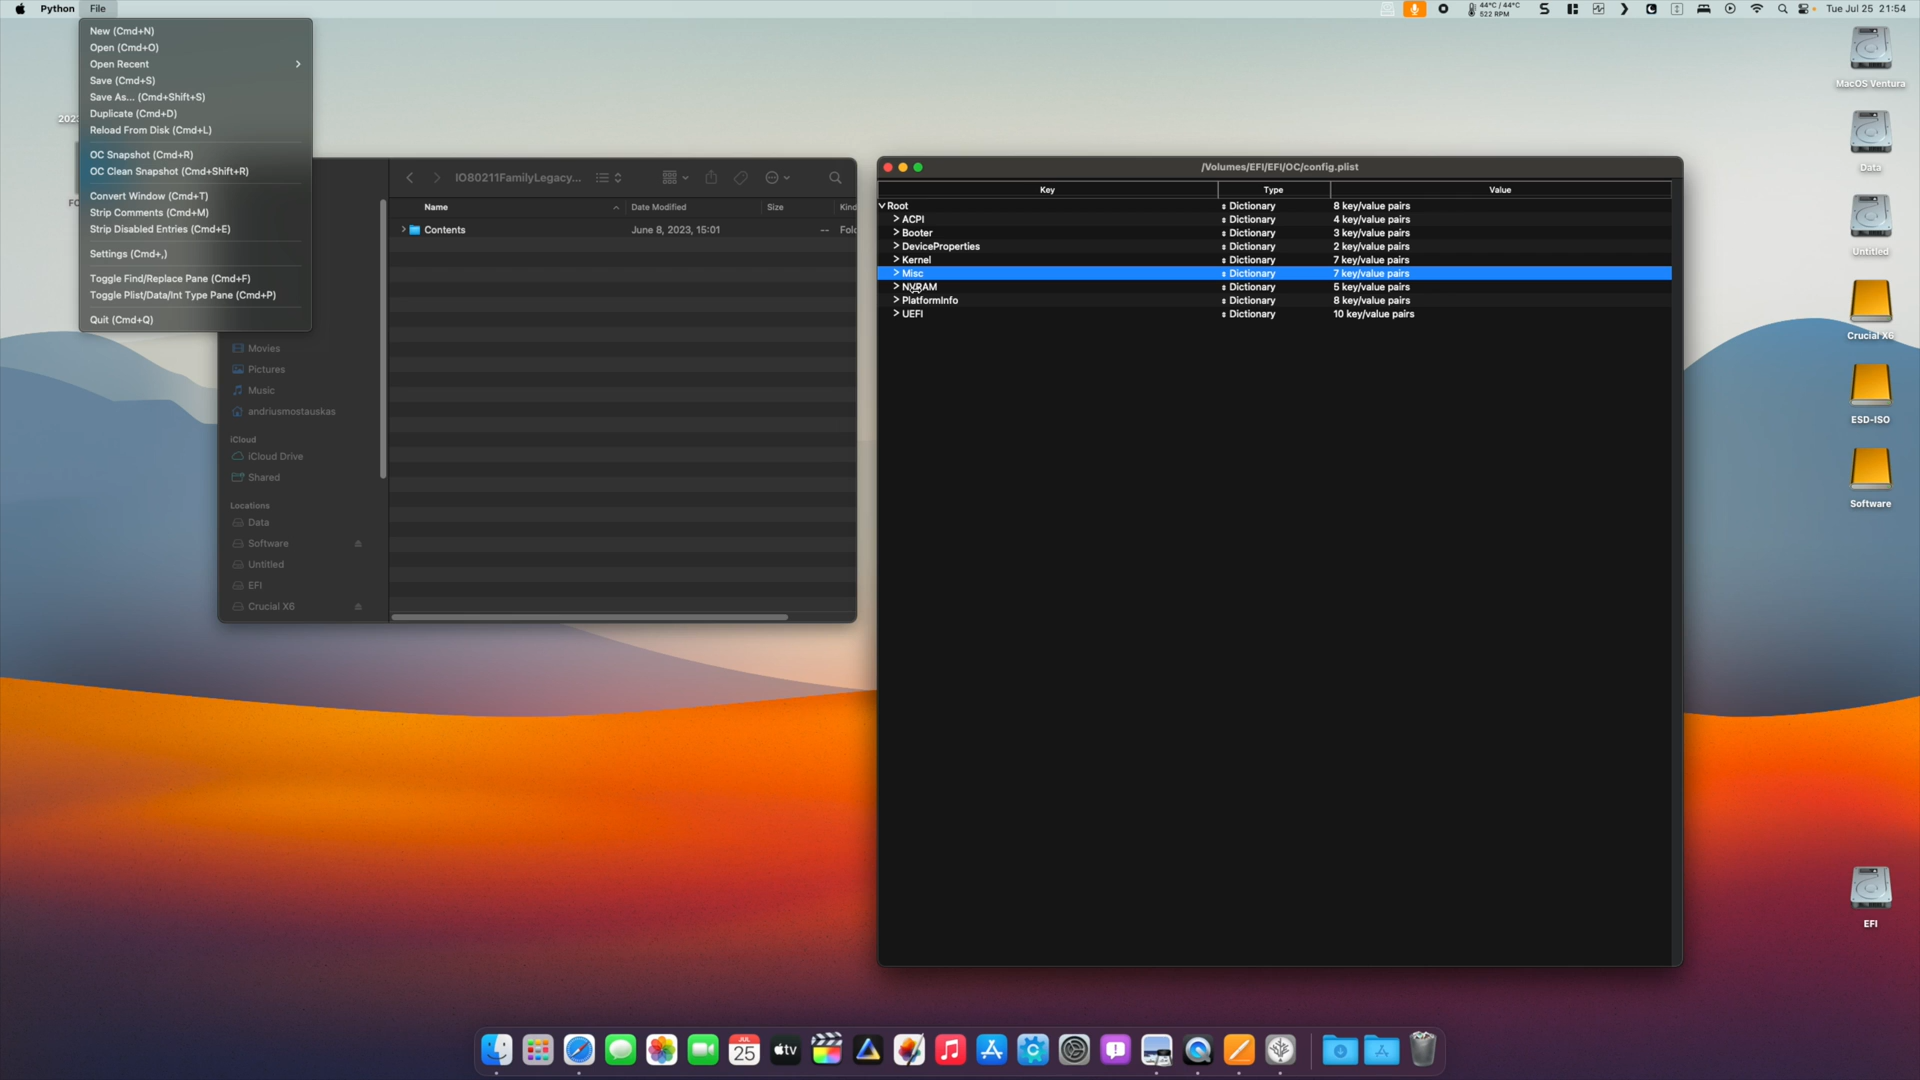 Python File
44°C / 44°C
522 RPM
Tue Jul 25 21:54
New (Cmd+N)
Open (Cmd+O)
Open Recent
Save (Cmd+S)
Save As... (Cmd+Shift+S)
Duplicate (Cmd+D)
Reload From Disk (Cmd+L)
OC Snapshot (Cmd+R)
OC Clean Snapshot (Cmd+Shift+R)
Convert Window (Cmd+T)
Strip Comments (Cmd+M)
Strip Disabled Entries (Cmd+E)
Settings (Cmd+,)
Toggle Find/Replace Pane (Cmd+F)
Toggle Plist/Data/Int Type Pane (Cmd+P)
Quit (Cmd+Q)
Movies
Pictures
Music
andriusmostauskas
iCloud
iCloud Drive
Shared
Locations
Data
Software
Untitled
EFI
Crucial X6
IO80211FamilyLegacy...
Name Date Modified Size Kind
Contents June 8, 2023, 15:01 --
/Volumes/EFI/EFI/OC/config.plist
Key Type Value
Root Dictionary 8 key/value pairs
ACPI Dictionary 4 key/value pairs
Booter Dictionary 3 key/value pairs
DeviceProperties Dictionary 2 key/value pairs
Kernel Dictionary 7 key/value pairs
Misc Dictionary 7 key/value pairs
NVRAM Dictionary 5 key/value pairs
PlatformInfo Dictionary 8 key/value pairs
UEFI Dictionary 10 key/value pairs
MacOS Ventura
Data
Untitled
Crucial X6
ESD-ISO
Software
EFI
JUL
25
tv